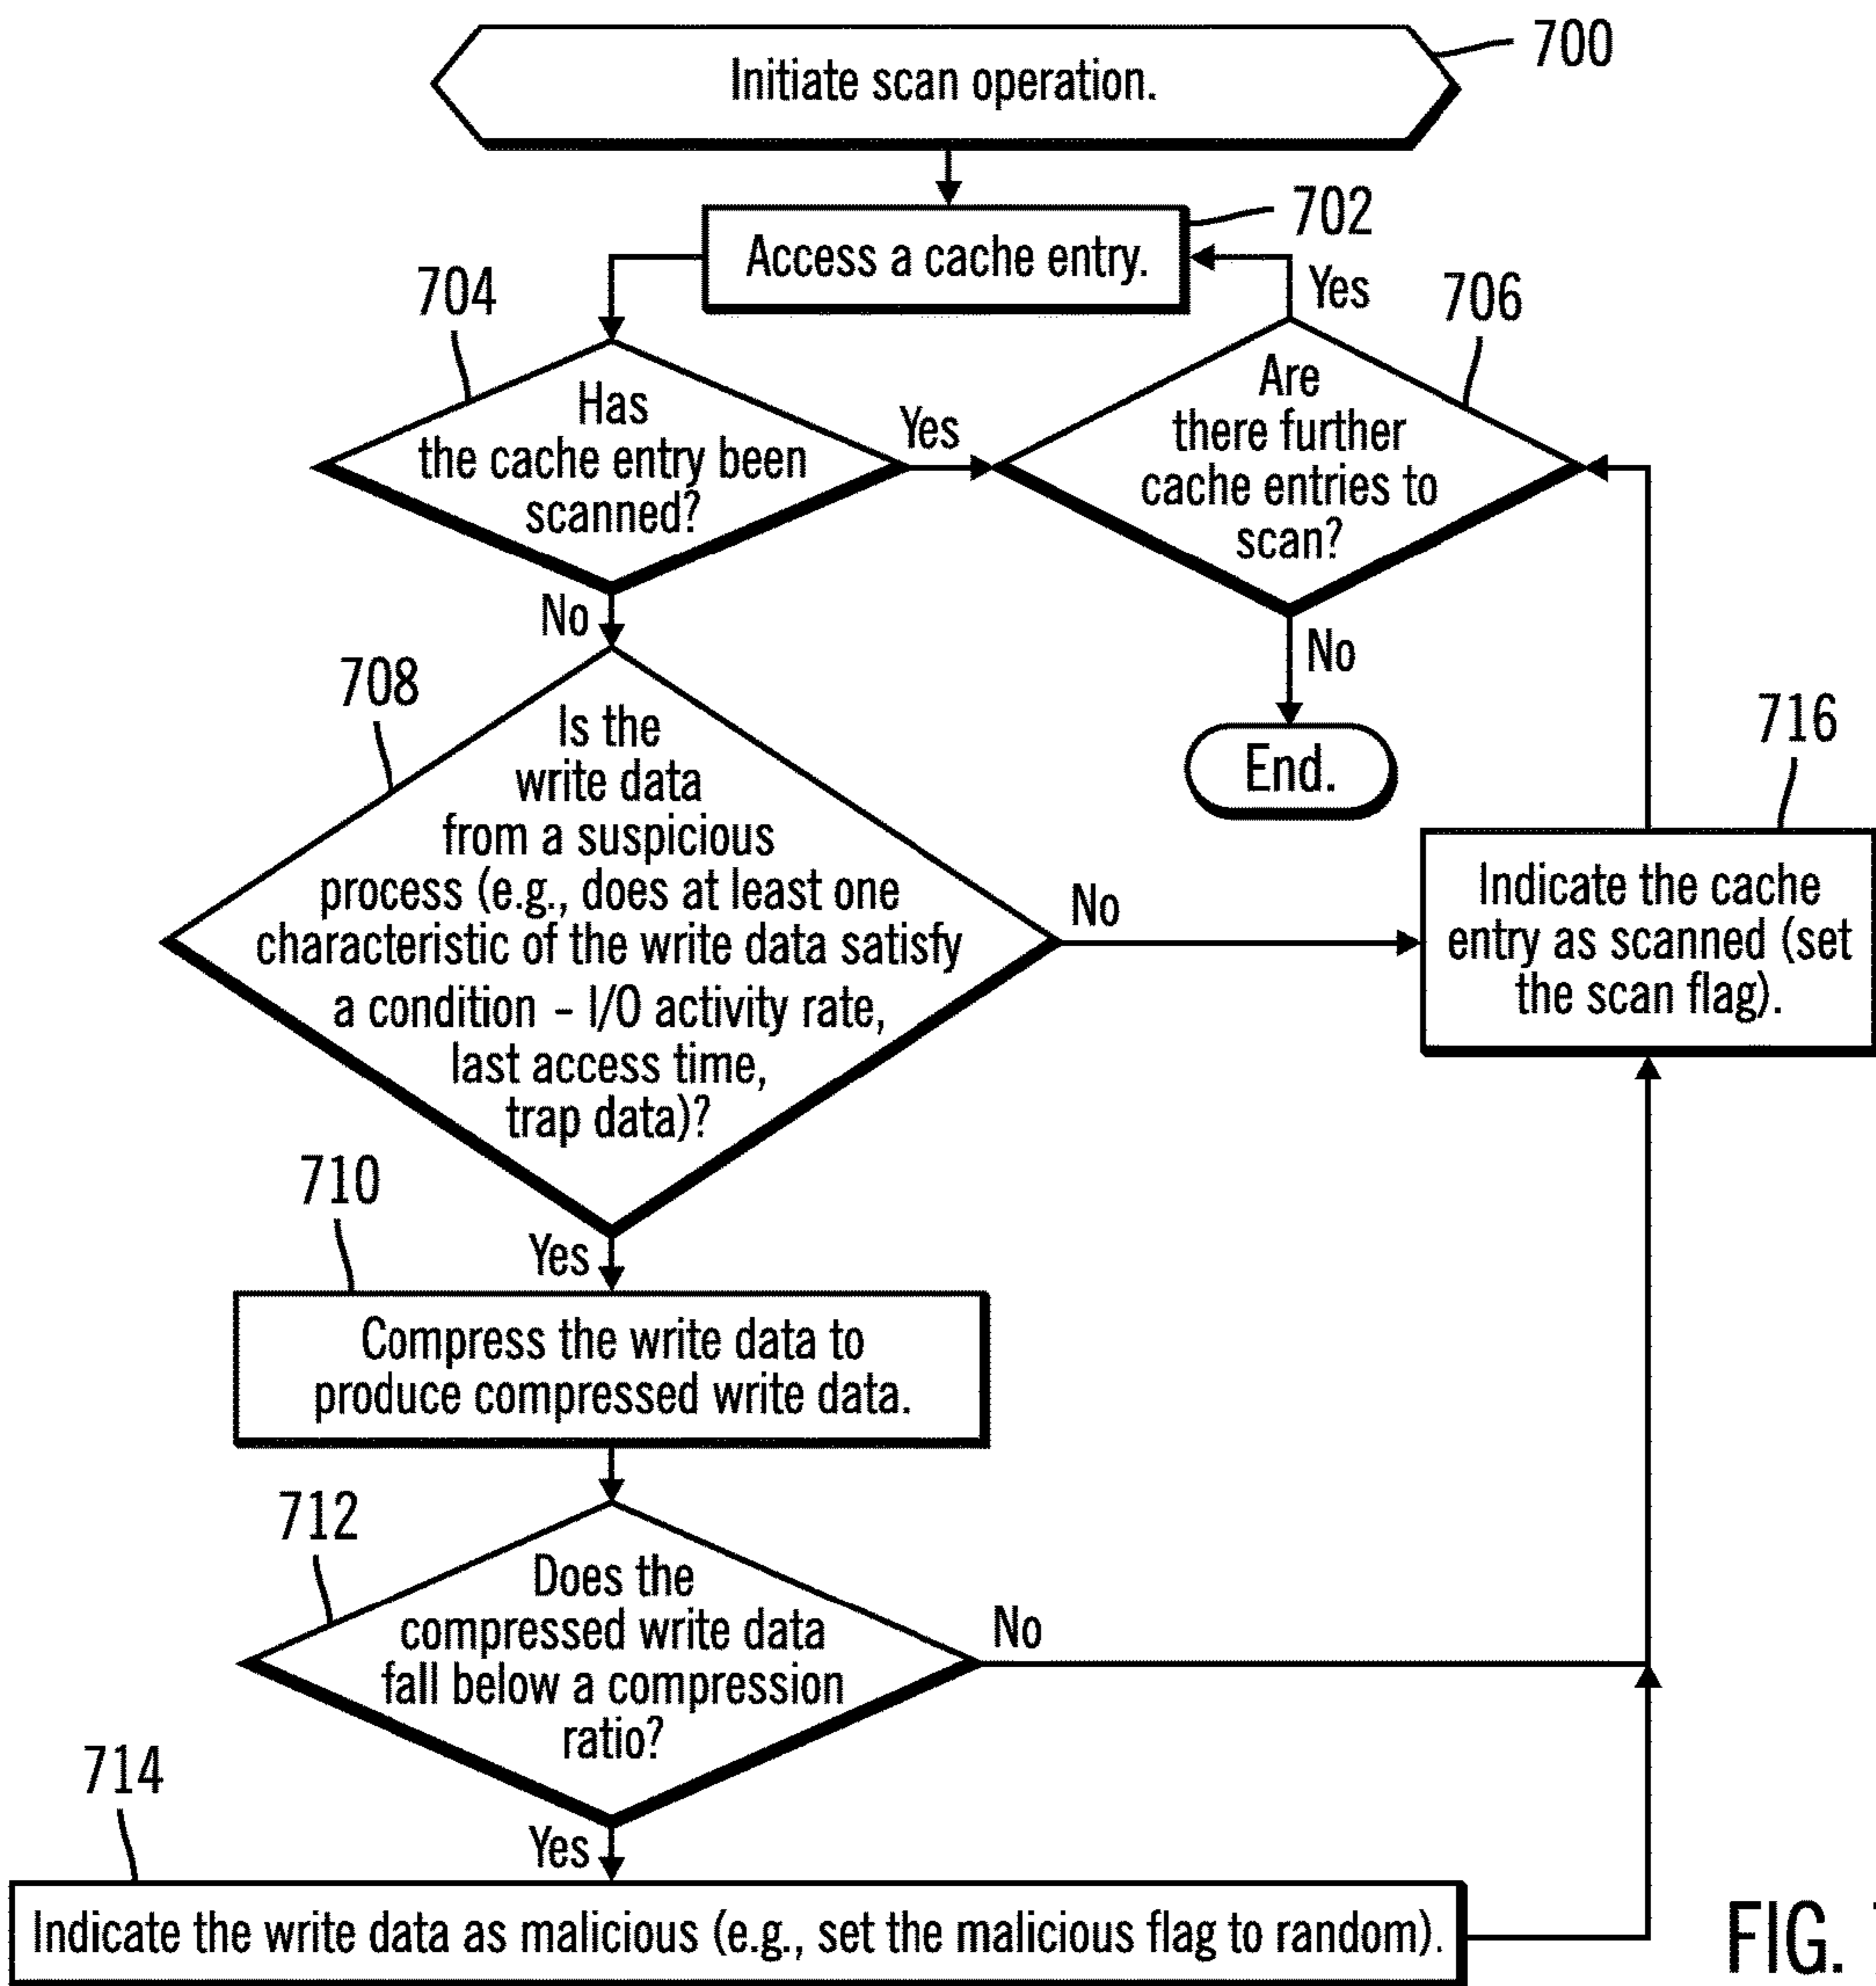 700
Initiate scan operation.
702
Access a cache entry.
Yes
704
706
Has
the cache entry been
scanned?
Yes
Are
there further
cache entries to
scan?
No
No
End.
708
Is the
write data
from a suspicious
process (e.g., does at least one
characteristic of the write data satisfy
a condition – I/O activity rate,
last access time,
trap data)?
No
716
Indicate the cache
entry as scanned (set
the scan flag).
Yes
710
Compress the write data to
produce compressed write data.
712
Does the
compressed write data
fall below a compression
ratio?
No
Yes
714
Indicate the write data as malicious (e.g., set the malicious flag to random).
FIG.